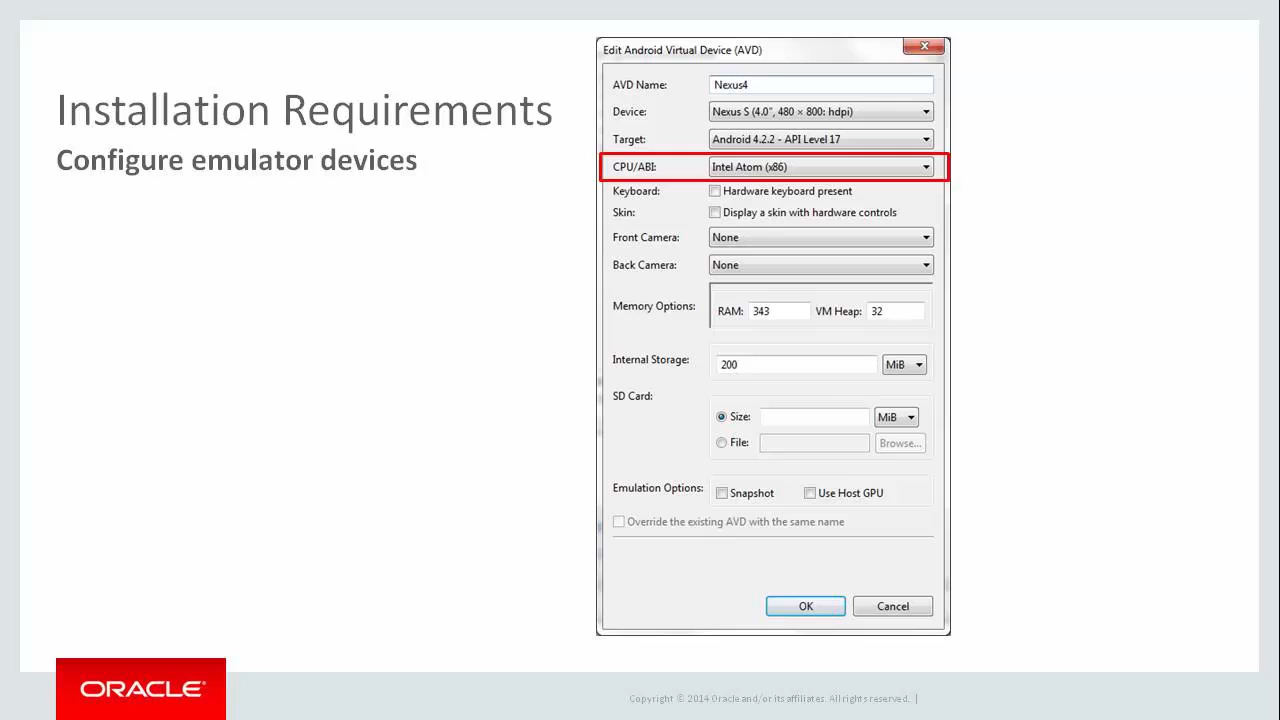 Installation Requirements
Configure emulator devices
Edit Android Virtual Device (AVD)
AVD Name: Nexus4
Device: Nexus S (4.0", 480 × 800: hdpi)
Target: Android 4.2.2 - API Level 17
CPU/ABI: Intel Atom (x86)
Keyboard: Hardware keyboard present
Skin: Display a skin with hardware controls
Front Camera: None
Back Camera: None
Memory Options: RAM: 343 VM Heap: 32
Internal Storage: 200 MiB
SD Card:
Size: MiB
File: Browse...
Emulation Options: Snapshot Use Host GPU
Override the existing AVD with the same name
OK Cancel
ORACLE®
Copyright © 2014 Oracle and/or its affiliates. All rights reserved. |